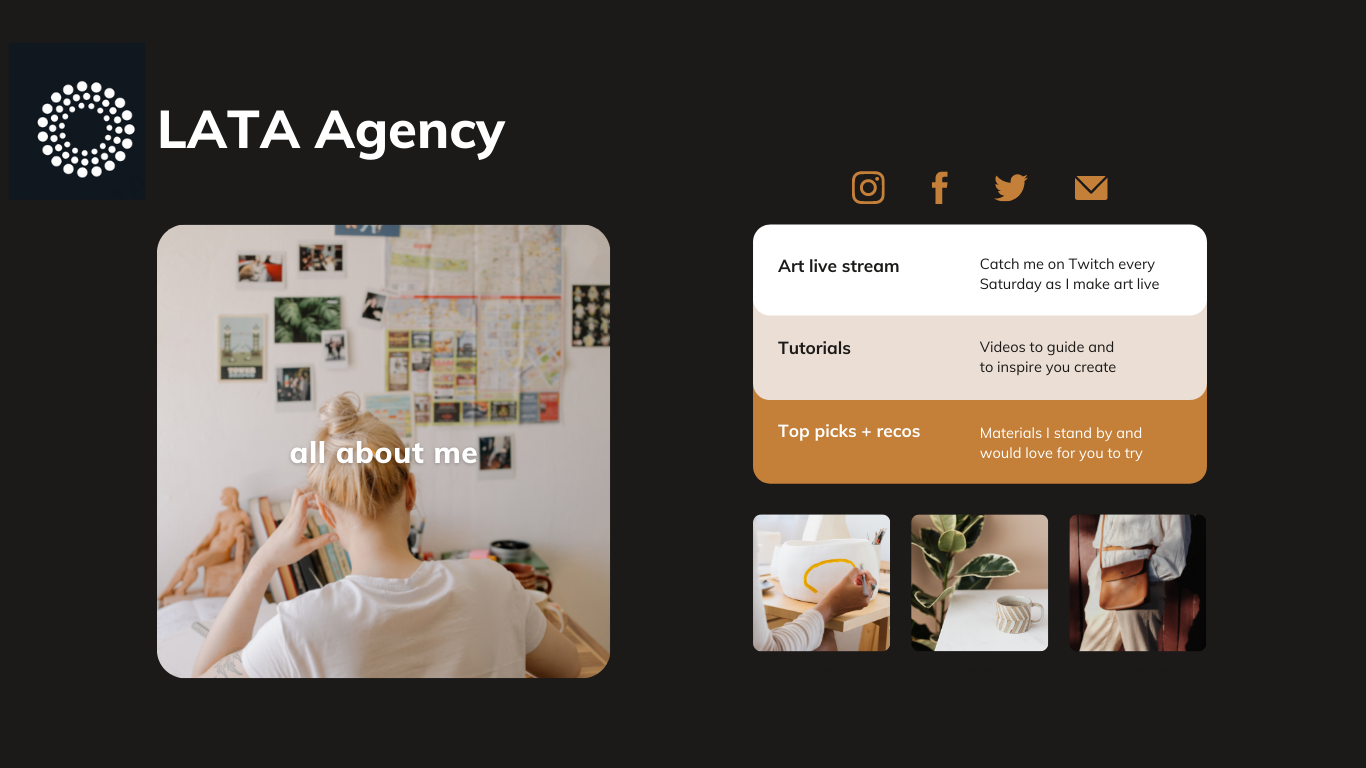 LATA Agency
all about me
Art live stream
Catch me on Twitch every
Saturday as I make art live
Tutorials
Videos to guide and
to inspire you create
Top picks + recos
Materials I stand by and
would love for you to try